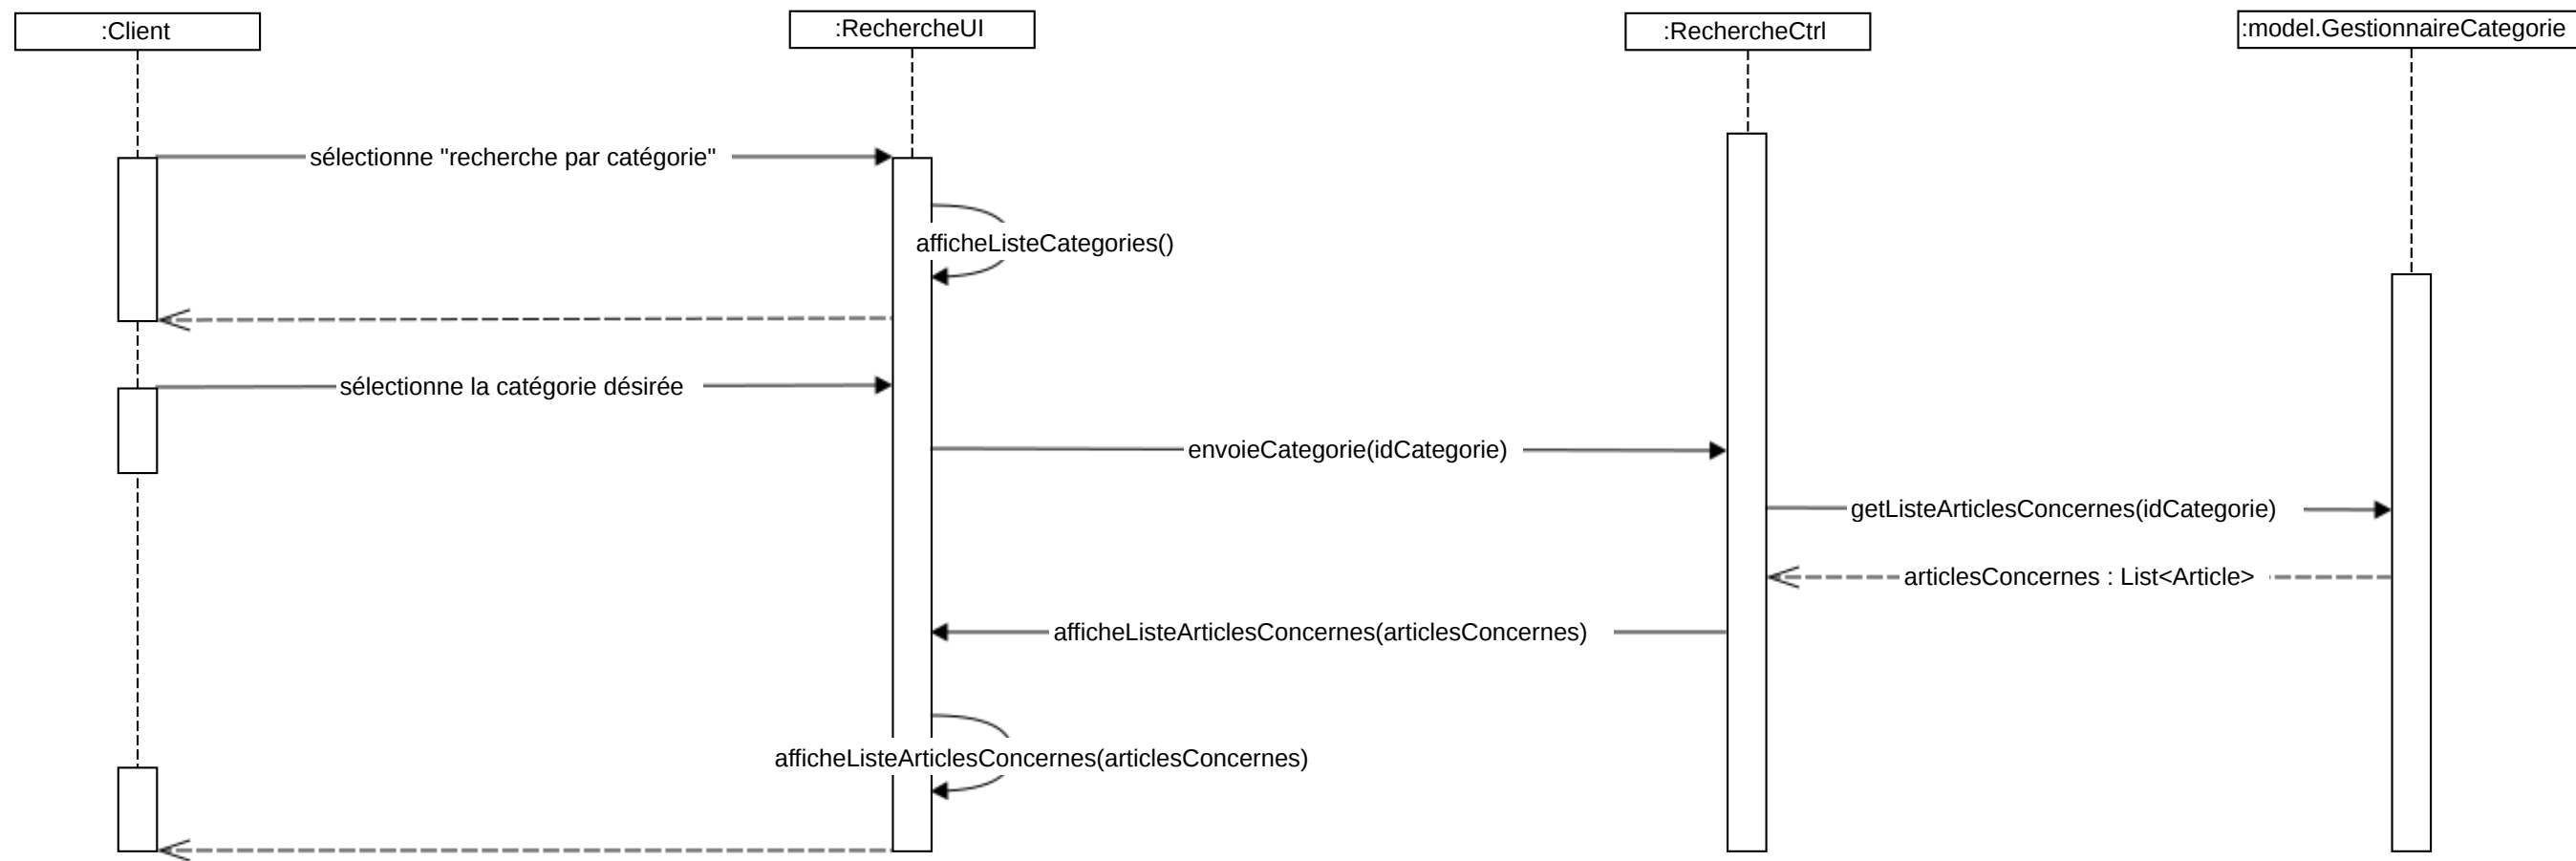 :Client
:RechercheUI
:RechercheCtrl
:model.GestionnaireCategorie
sélectionne "recherche par catégorie"
afficheListeCategories()
sélectionne la catégorie désirée
envoieCategorie(idCategorie)
getListeArticlesConcernes(idCategorie)
articlesConcernes : List<Article>
afficheListeArticlesConcernes(articlesConcernes)
afficheListeArticlesConcernes(articlesConcernes)